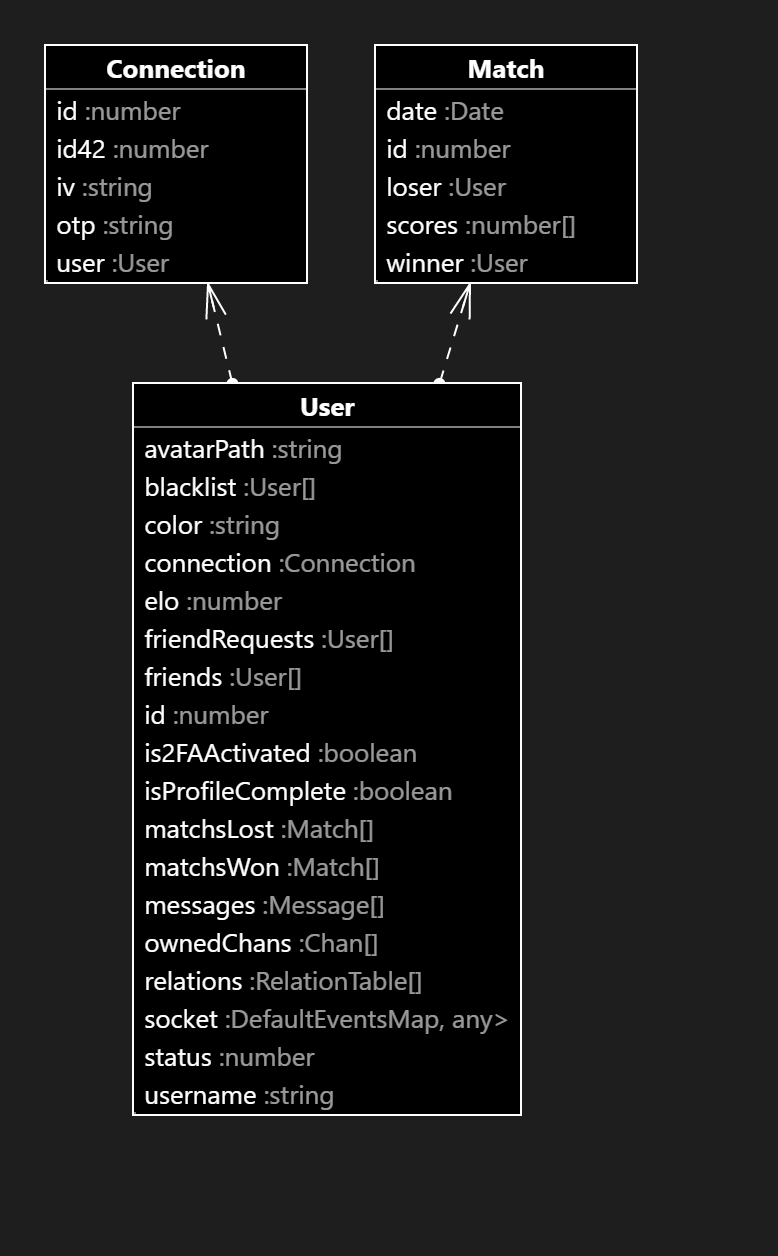 Connection
id :number
id42 :number
iv :string
otp :string
user :User
Match
date :Date
id :number
loser :User
scores :number[]
winner :User
User
avatarPath :string
blacklist :User[]
color :string
connection :Connection
elo :number
friendRequests :User[]
friends :User[]
id :number
is2FAActivated :boolean
isProfileComplete :boolean
matchsLost :Match[]
matchsWon :Match[]
messages :Message[]
ownedChans :Chan[]
relations :RelationTable[]
socket :DefaultEventsMap, any>
status :number
username :string